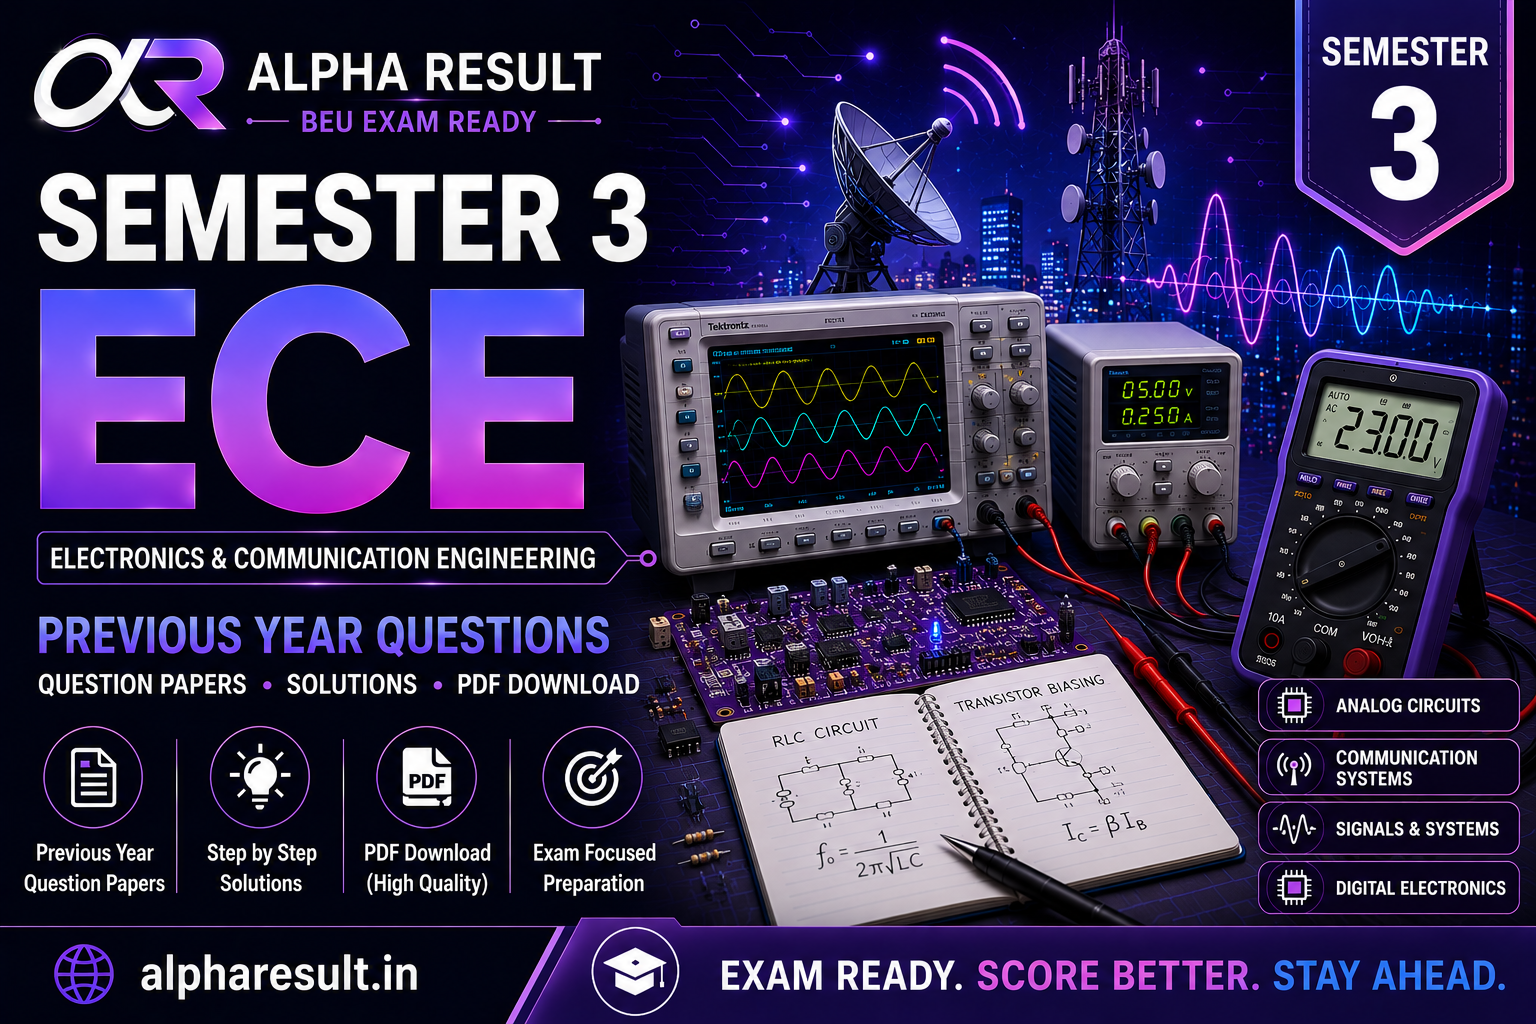 ALPHA RESULT
BEU EXAM READY
SEMESTER 3
ECE
ELECTRONICS & COMMUNICATION ENGINEERING
PREVIOUS YEAR QUESTIONS
QUESTION PAPERS • SOLUTIONS • PDF DOWNLOAD
PDF
Previous Year
Question Papers
Step by Step
Solutions
PDF Download
(High Quality)
Exam Focused
Preparation
SEMESTER
3
Tektronix
05.00 V
0.250 A
AUTO
AC
23.00
V
10A
COM
RLC CIRCUIT
f₀ = 1
2π√LC
TRANSISTOR BIASING
I_C = β I_B
ANALOG CIRCUITS
COMMUNICATION
SYSTEMS
SIGNALS & SYSTEMS
DIGITAL ELECTRONICS
alpharesult.in
EXAM READY. SCORE BETTER. STAY AHEAD.